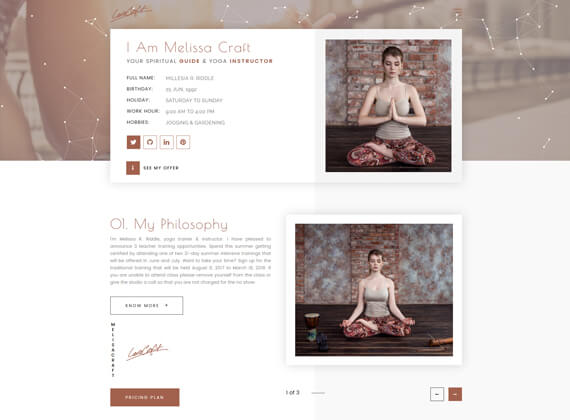 I Am Melissa Craft
YOUR SPIRITUAL GUIDE & YOGA INSTRUCTOR
FULL NAME: MILLESIA R. RIDDLE
BIRTHDAY: 23 JUN, 1992
HOLIDAY: SATURDAY TO SUNDAY
WORK HOUR: 9:00 AM TO 4:00 PM
HOBBIES: JOGGING & GARDENING
SEE MY OFFER
01. My Philosophy
I'm Melissa R. Riddle, yoga trainer & instructor. I have pleased to
announce 3 teacher training opportunities. Spend this summer getting
certified by attending one of two 21-day summer intensive trainings that
will be offered in June and July. Want to take your time? Sign up for the
traditional training that will be held August 11, 2017 to March 18, 2018. If
you are unable to attend class please remove yourself from the class or
give the studio a call so that you are not charged for the no show.
KNOW MORE
MELISSACRAFT
PRICING PLAN
1 of 3